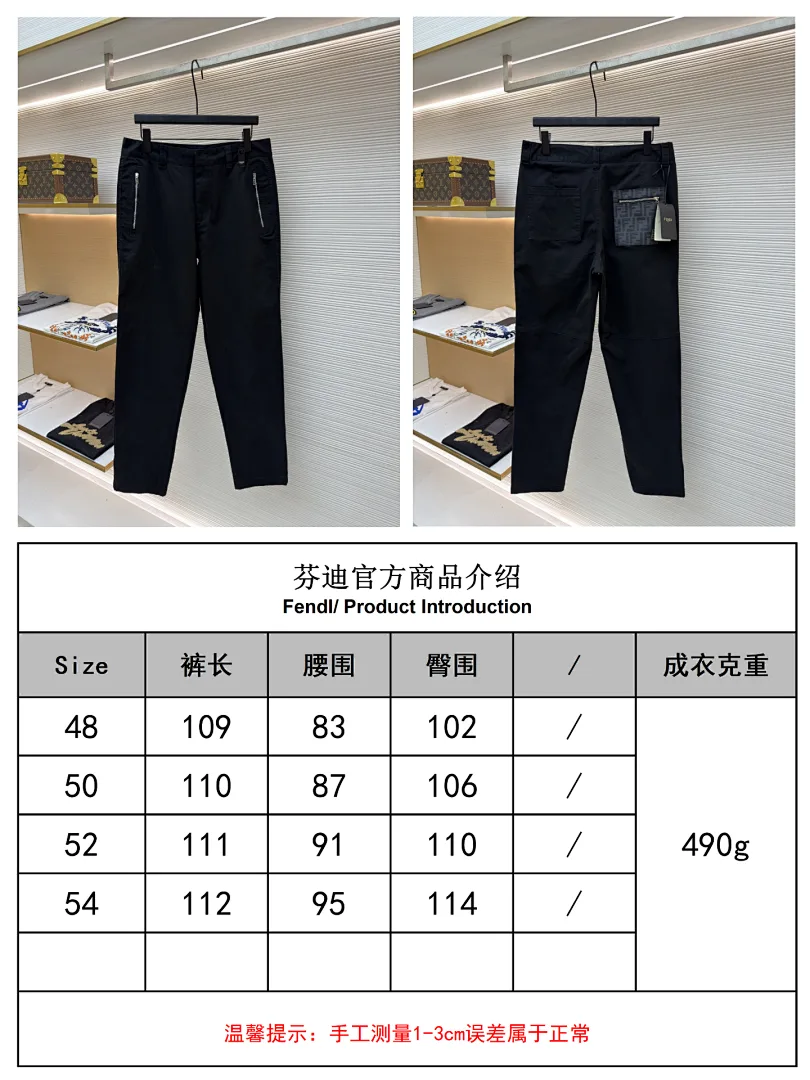 芬迪官方商品介绍
FendI/ Product Introduction
Size 裤长 腰围 臀围 / 成衣克重
48 109 83 102 /
50 110 87 106 /
490g
52 111 91 110 /
54 112 95 114 /
温馨提示：手工测量1-3cm误差属于正常